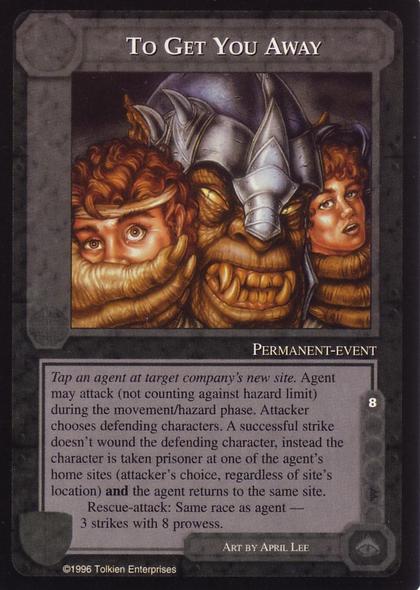 To Get You Away
Permanent-event
Tap an agent at target company's new site. Agent
may attack (not counting against hazard limit)
during the movement/hazard phase. Attacker
chooses defending characters. A successful strike
doesn't wound the defending character, instead the
character is taken prisoner at one of the agent's
home sites (attacker's choice, regardless of site's
location) and the agent returns to the same site.
Rescue-attack: Same race as agent —
3 strikes with 8 prowess.
8
Art by April Lee
©1996 Tolkien Enterprises